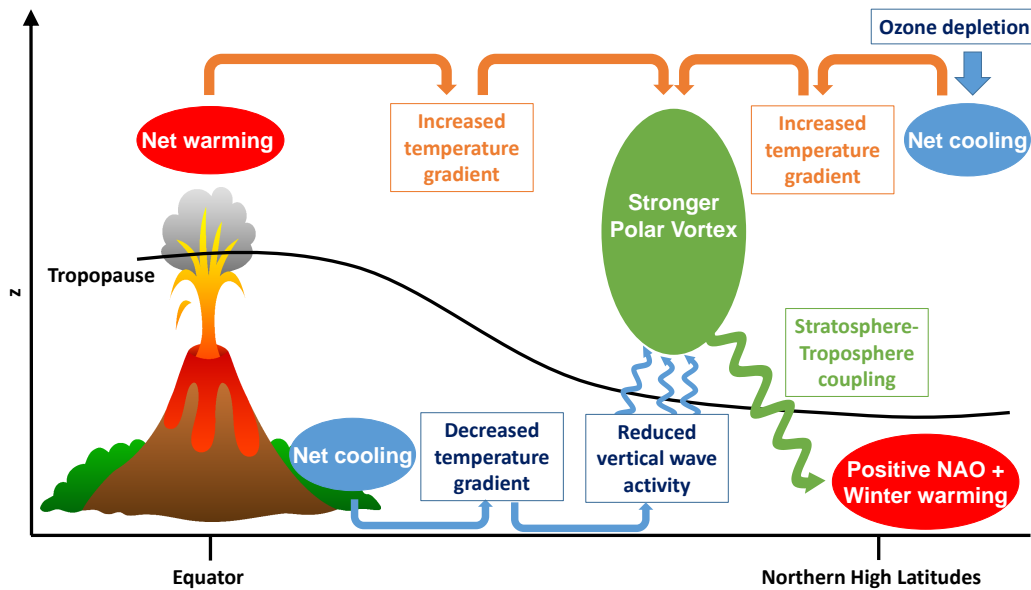 Ozone depletion
Net warming
Increased
temperature
gradient
Increased
temperature
gradient
Net cooling
Stronger
Polar Vortex
Tropopause
z
Stratosphere-
Troposphere
coupling
Net cooling
Decreased
temperature
gradient
Reduced
vertical wave
activity
Positive NAO +
Winter warming
Equator
Northern High Latitudes